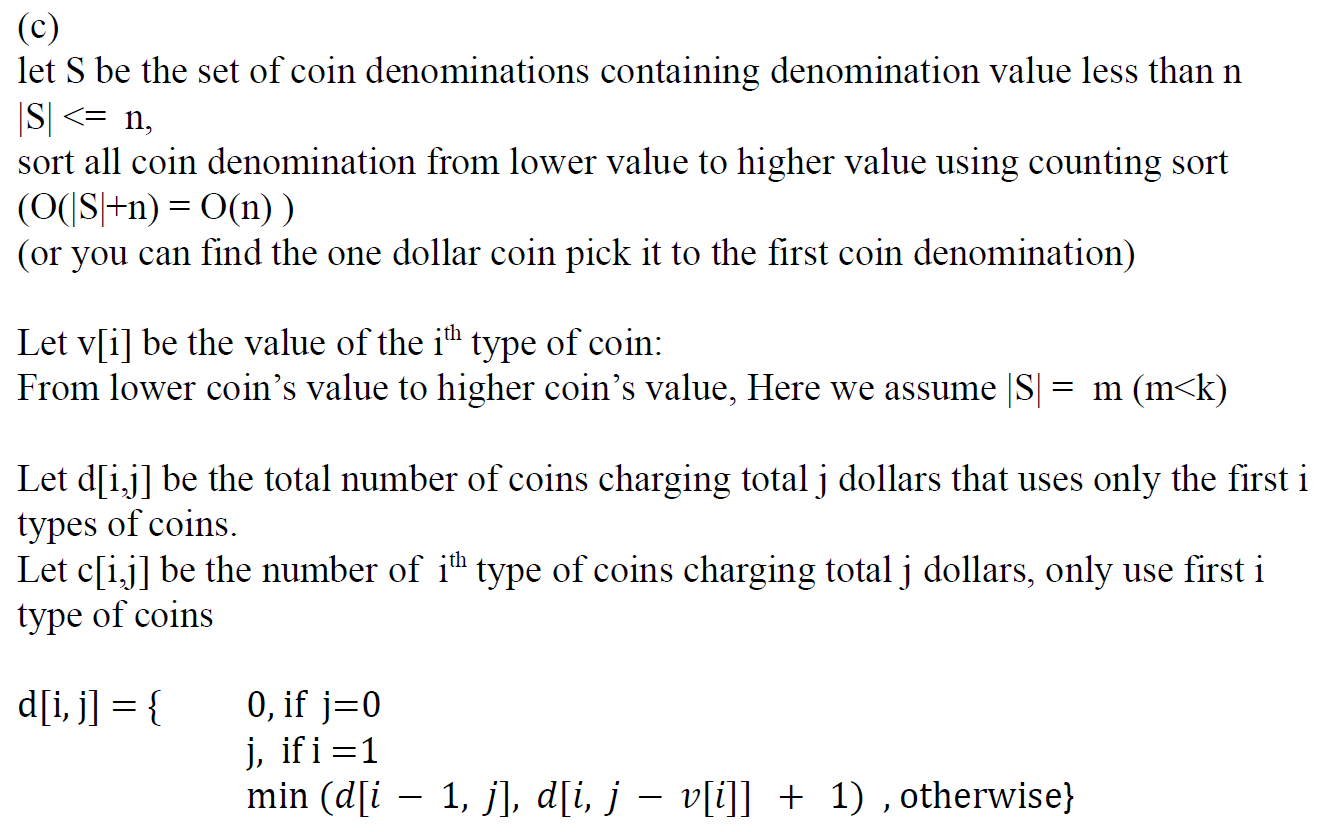 (c)
let S be the set of coin denominations containing denomination value less than n
|S| <= n,
sort all coin denomination from lower value to higher value using counting sort
(O(|S|+n) = O(n) )
(or you can find the one dollar coin pick it to the first coin denomination)
Let v[i] be the value of the iᵗʰ type of coin:
From lower coin’s value to higher coin’s value, Here we assume |S| = m (m<k)
Let d[i,j] be the total number of coins charging total j dollars that uses only the first i
types of coins.
Let c[i,j] be the number of iᵗʰ type of coins charging total j dollars, only use first i
type of coins
d[i, j] = { 0, if j=0
j, if i =1
min (d[i − 1, j], d[i, j − v[i]] + 1) , otherwise}